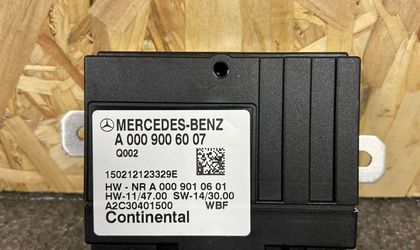 MERCEDES-BENZ
A 000 900 60 07
Q002
150212123329E
HW - NR A 000 901 06 01
HW-11/47.00 SW-14/30.00
A2C30401500 WBF
Continental